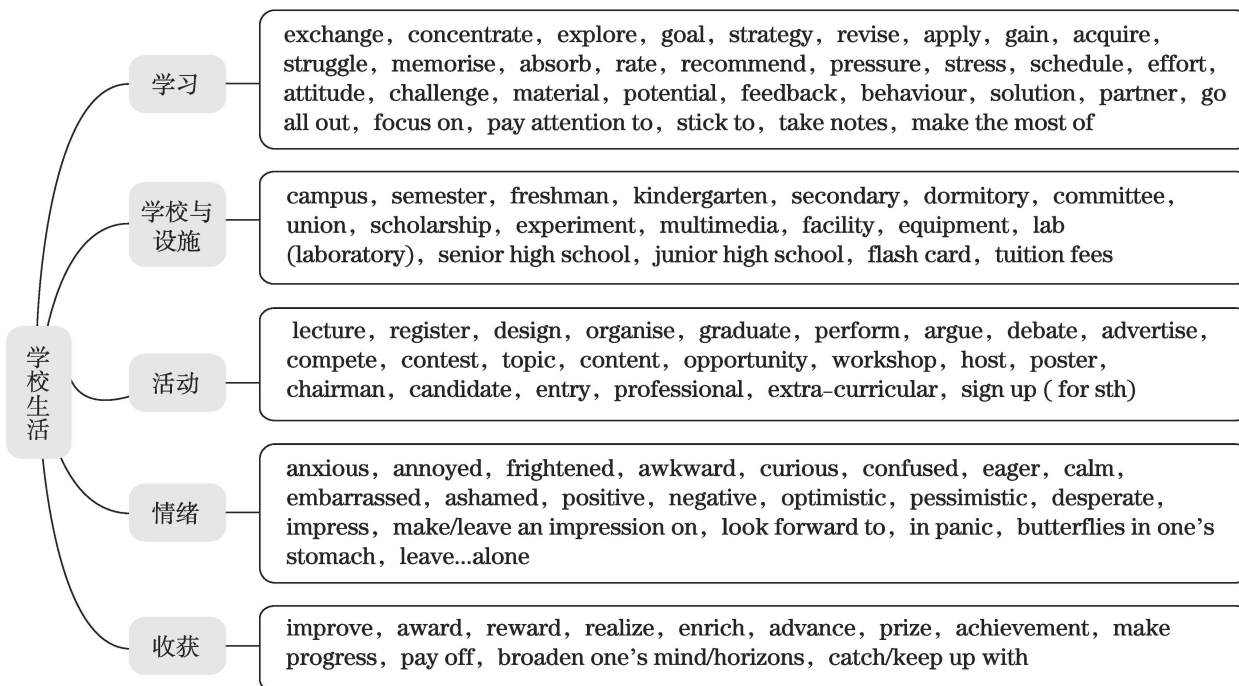 学校生活
学习
exchange, concentrate, explore, goal, strategy, revise, apply, gain, acquire,
struggle, memorise, absorb, rate, recommend, pressure, stress, schedule, effort,
attitude, challenge, material, potential, feedback, behaviour, solution, partner, go
all out, focus on, pay attention to, stick to, take notes, make the most of
学校与
设施
campus, semester, freshman, kindergarten, secondary, dormitory, committee,
union, scholarship, experiment, multimedia, facility, equipment, lab
(laboratory), senior high school, junior high school, flash card, tuition fees
活动
lecture, register, design, organise, graduate, perform, argue, debate, advertise,
compete, contest, topic, content, opportunity, workshop, host, poster,
chairman, candidate, entry, professional, extra-curricular, sign up ( for sth)
情绪
anxious, annoyed, frightened, awkward, curious, confused, eager, calm,
embarrassed, ashamed, positive, negative, optimistic, pessimistic, desperate,
impress, make/leave an impression on, look forward to, in panic, butterflies in one's
stomach, leave...alone
收获
improve, award, reward, realize, enrich, advance, prize, achievement, make
progress, pay off, broaden one's mind/horizons, catch/keep up with